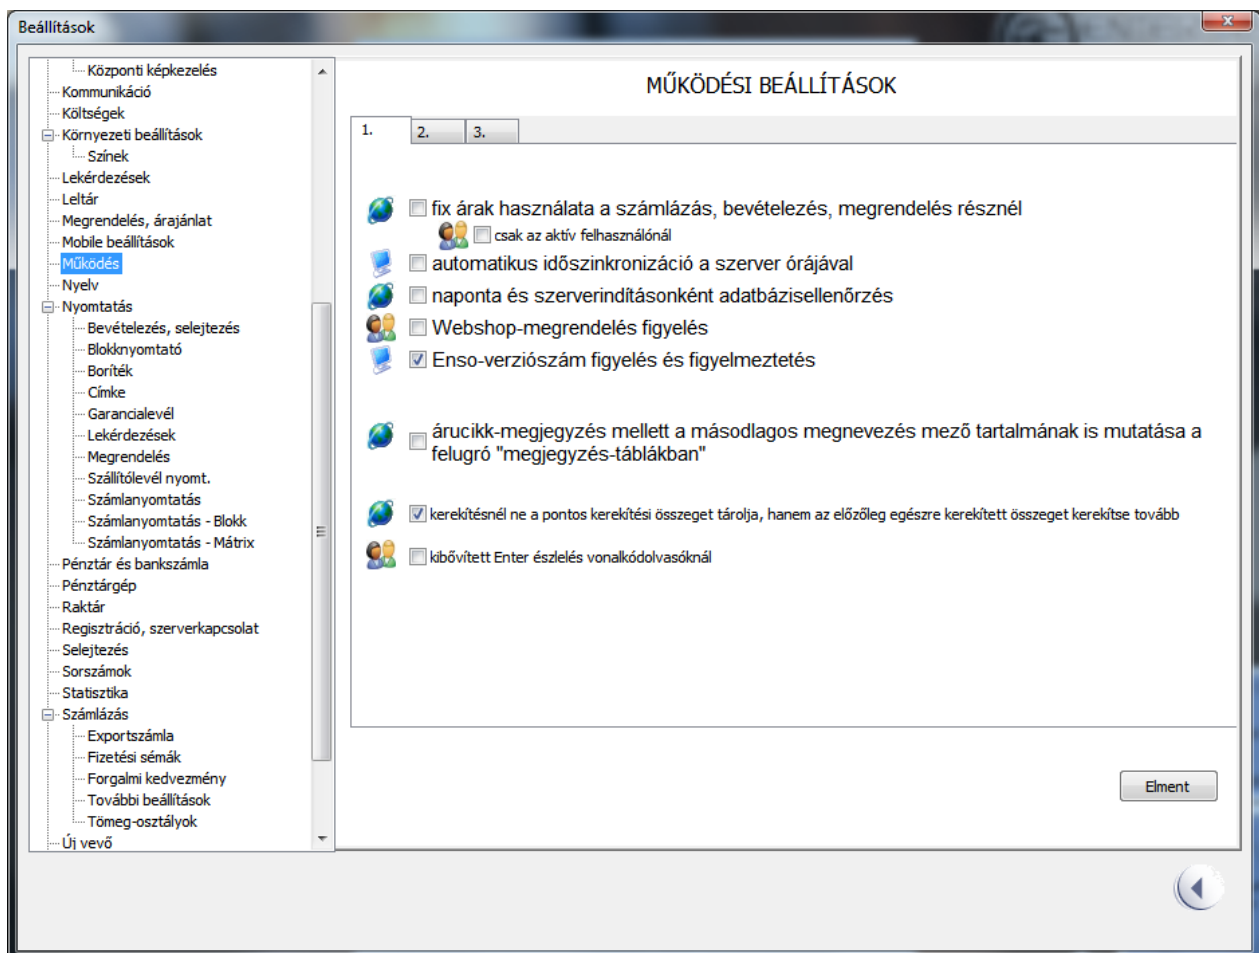 Beállítások
Központi képkezelés
Kommunikáció
Költségek
Környezeti beállítások
Színek
Lekérdezések
Leltár
Megrendelés, árajánlat
Mobile beállítások
Működés
Nyelv
Nyomtatás
Bevételezés, selejtezés
Blokknyomtató
Boríték
Címke
Garancialevél
Lekérdezések
Megrendelés
Szállítólevél nyomt.
Számlanyomtatás
Számlanyomtatás - Blokk
Számlanyomtatás - Mátrix
Pénztár és bankszámla
Pénztárgép
Raktár
Regisztráció, szerverkapcsolat
Selejtezés
Sorszámok
Statisztika
Számlázás
Exportszámla
Fizetési sémák
Forgalmi kedvezmény
További beállítások
Tömeg-osztályok
Új vevő
MŰKÖDÉSI BEÁLLÍTÁSOK
1. 2. 3.
fix árak használata a számlázás, bevételezés, megrendelés résznél
csak az aktív felhasználónál
automatikus időszinkronizáció a szerver órájával
naponta és szerverindításonként adatbázisellenőrzés
Webshop-megrendelés figyelés
Enso-verziószám figyelés és figyelmeztetés
árucikk-megjegyzés mellett a másodlagos megnevezés mező tartalmának is mutatása a
felugró "megjegyzés-táblákban"
kerekítésnél ne a pontos kerekítési összeget tárolja, hanem az előzőleg egészre kerekített összeget kerekítse tovább
kibővített Enter észlelés vonalkódolvasóknál
Elment